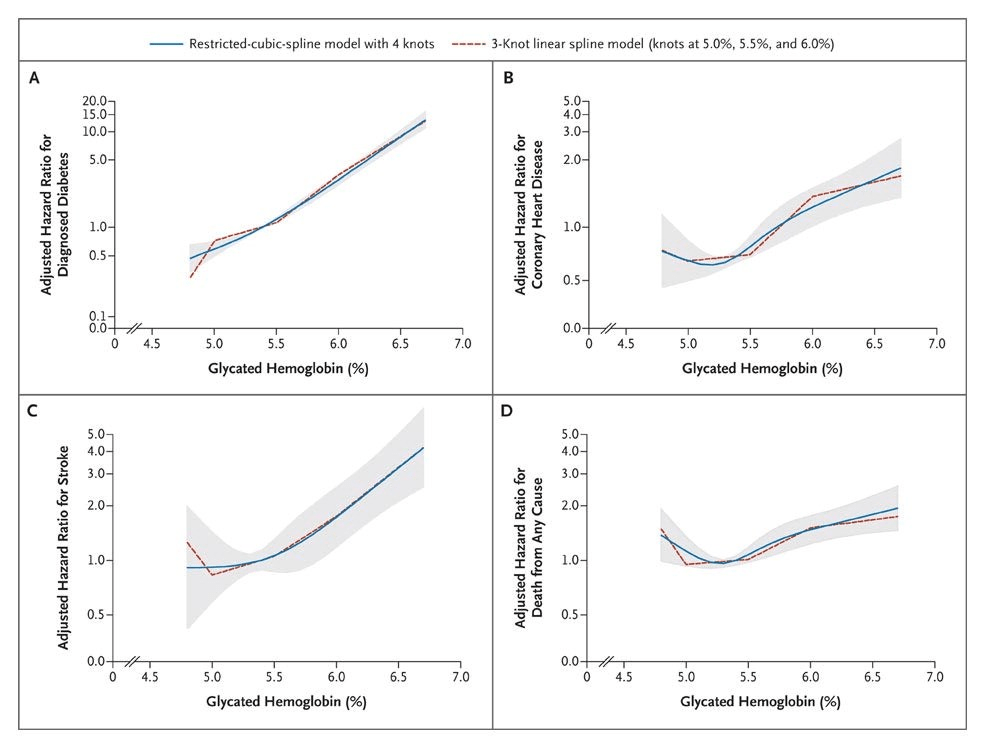 Restricted-cubic-spline model with 4 knots
3-Knot linear spline model (knots at 5.0%, 5.5%, and 6.0%)
A
Adjusted Hazard Ratio for
Diagnosed Diabetes
20.0
15.0
10.0
5.0
1.0
0.5
0.1
0.0
0 4.5 5.0 5.5 6.0 6.5 7.0
Glycated Hemoglobin (%)
B
Adjusted Hazard Ratio for
Coronary Heart Disease
5.0
4.0
3.0
2.0
1.0
0.5
0.0
0 4.5 5.0 5.5 6.0 6.5 7.0
Glycated Hemoglobin (%)
C
Adjusted Hazard Ratio for Stroke
5.0
4.0
3.0
2.0
1.0
0.5
0.0
0 4.5 5.0 5.5 6.0 6.5 7.0
Glycated Hemoglobin (%)
D
Adjusted Hazard Ratio for
Death from Any Cause
5.0
4.0
3.0
2.0
1.0
0.5
0.0
0 4.5 5.0 5.5 6.0 6.5 7.0
Glycated Hemoglobin (%)